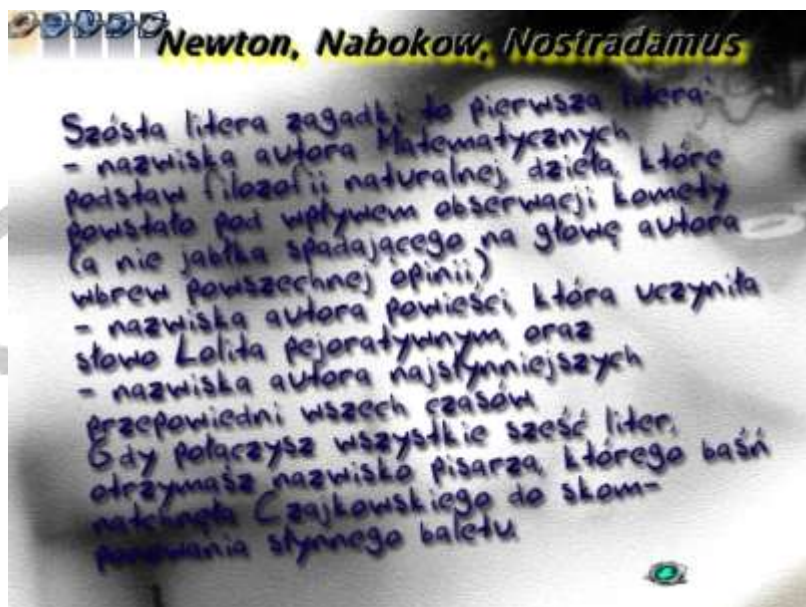 Newton, Nabokow, Nostradamus
Szósta litera zagadki to pierwsza litera:
- nazwiska autora Matematycznych
podstaw filozofii naturalnej, dzieła, które
powstało pod wpływem obserwacji komety
(a nie jabłka spadającego na głowę autora
wbrew powszechnej opinii)
- nazwiska autora powieści, która uczyniła
słowo Lolita pejoratywnym, oraz
- nazwiska autora najsłynniejszych
przepowiedni wszech czasów
Gdy połączysz wszystkie sześć liter,
otrzymasz nazwisko pisarza, którego baśń
natchnęła Czajkowskiego do skom-
ponowania słynnego baletu.